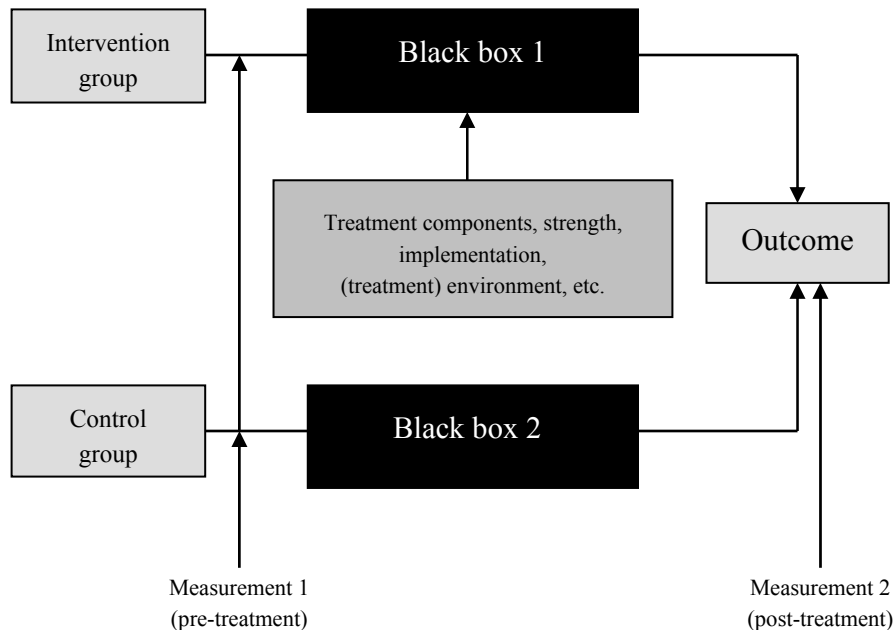 Intervention
group
Black box 1
Treatment components, strength,
implementation,
(treatment) environment, etc.
Outcome
Control
group
Black box 2
Measurement 1
(pre-treatment)
Measurement 2
(post-treatment)